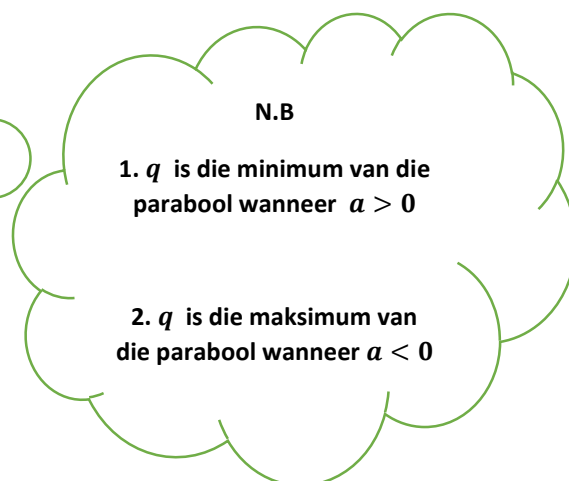 N.B
1. q is die minimum van die
parabool wanneer a > 0
2. q is die maksimum van
die parabool wanneer a < 0